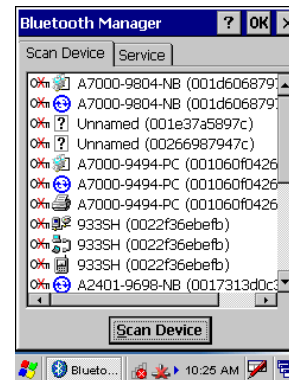 Bluetooth Manager ? OK ×
Scan Device Service
A7000-9804-NB (001d606879
A7000-9804-NB (001d606879
? Unnamed (001e37a5897c)
? Unnamed (00266987947c)
A7000-9494-PC (001060f0426
A7000-9494-PC (001060f0426
A7000-9494-PC (001060f0426
933SH (0022f36ebefb)
933SH (0022f36ebefb)
933SH (0022f36ebefb)
A2401-9698-NB (0017313d0c
Scan Device
Blueto... 10:25 AM